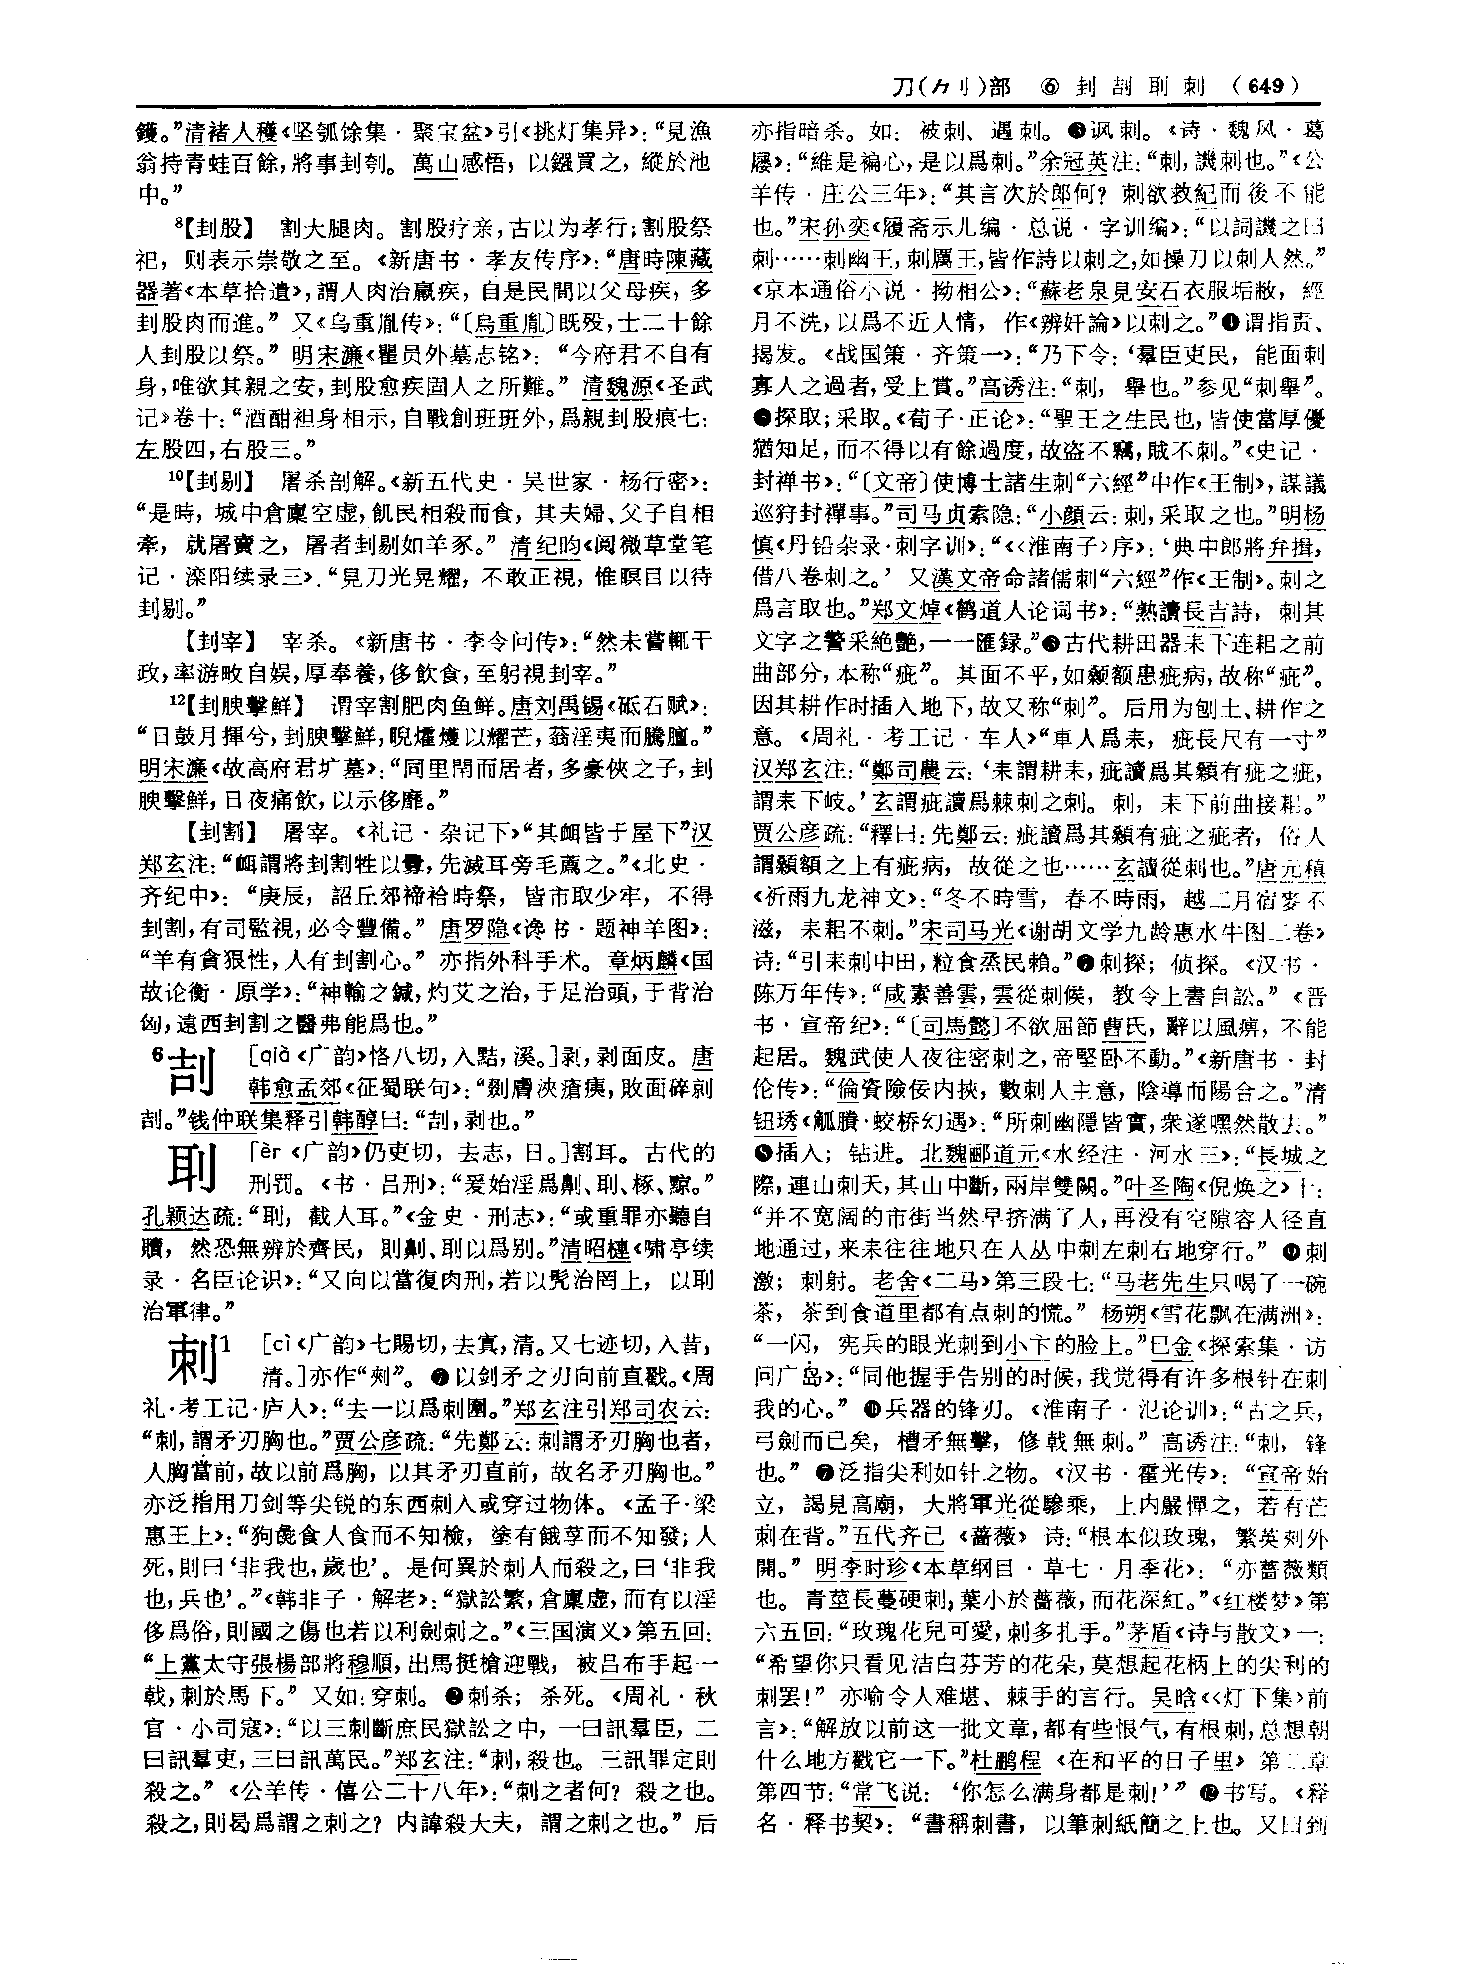 刀(𠂊刂)部 ⑥ 刲 㓤 刵 刺 (649)
鑊。”清褚人穫《坚瓠馀集·聚宝盆》引《挑灯集异》：“見漁
翁持青蛙百餘，將事刲刳。萬山感悟，以鏹買之，縱於池
中。”
⁸【刲股】 割大腿肉。割股疗亲，古以为孝行；割股祭
祀，则表示崇敬之至。《新唐书·孝友传序》：“唐時陳藏
器著《本草拾遺》，謂人肉治羸疾，自是民間以父母疾，多
刲股肉而進。”又《乌重胤传》：“〔烏重胤〕既殁，士二十餘
人刲股以祭。”明宋濂《瞿员外墓志铭》：“今府君不自有
身，唯欲其親之安，刲股愈疾固人之所難。”清魏源《圣武
记》卷十：“酒酣袒身相示，自戰創班班外，爲親刲股痕七：
左股四，右股三。”
¹⁰【刲剔】 屠杀剖解。《新五代史·吴世家·杨行密》：
“是時，城中倉廩空虚，飢民相殺而食，其夫婦、父子自相
牽，就屠賣之，屠者刲剔如羊豕。”清纪昀《阅微草堂笔
记·滦阳续录三》：“見刀光晃耀，不敢正視，惟瞑目以待
刲剔。”
【刲宰】 宰杀。《新唐书·李令问传》：“然未嘗輒干
政，率游畋自娱，厚奉養，侈飲食，至躬視刲宰。”
¹²【刲腴擊鮮】 谓宰割肥肉鱼鲜。唐刘禹锡《砥石赋》：
“日鼓月揮兮，刲腴擊鮮，睨爟爟以耀芒，蓊淫夷而騰膻。”
明宋濂《故高府君圹墓》：“同里閈而居者，多豪俠之子，刲
腴擊鮮，日夜痛飲，以示侈靡。”
【刲割】 屠宰。《礼记·杂记下》“其衈皆于屋下”汉
郑玄注：“衈謂將刲割牲以釁，先滅耳旁毛薦之。”《北史·
齐纪中》：“庚辰，詔丘郊禘祫時祭，皆市取少牢，不得
刲割，有司監視，必令豐備。”唐罗隐《谗书·题神羊图》：
“羊有貪狠性，人有刲割心。”亦指外科手术。章炳麟《国
故论衡·原学》：“神輸之鍼，灼艾之治，于足治頭，于背治
匈，遠西刲割之醫弗能爲也。”
⁶㓤 ［qià《广韵》恪八切，入黠，溪。］剥，剥面皮。唐
韩愈孟郊《征蜀联句》：“剟膚浹瘡痍，敗面碎剠
㓤。”钱仲联集释引韩醇曰：“㓤，剥也。”
刵 ［èr《广韵》仍吏切，去志，日。］割耳。古代的
刑罚。《书·吕刑》：“爰始淫爲劓、刵、椓、黥。”
孔颖达疏：“刵，截人耳。”《金史·刑志》：“或重罪亦聽自
贖，然恐無辨於齊民，則劓、刵以爲别。”清昭槤《啸亭续
录·名臣论识》：“又向以當復肉刑，若以髡治罔上，以刵
治軍律。”
刺¹ ［cì《广韵》七賜切，去寘，清。又七迹切，入昔，
清。］亦作“刾”。❶以剑矛之刃向前直戳。《周
礼·考工记·庐人》：“去一以爲刺圍。”郑玄注引郑司农云：
“刺，謂矛刃胸也。”贾公彦疏：“先鄭云：刺謂矛刃胸也者，
人胸當前，故以前爲胸，以其矛刃直前，故名矛刃胸也。”
亦泛指用刀剑等尖锐的东西刺入或穿过物体。《孟子·梁
惠王上》：“狗彘食人食而不知檢，塗有餓莩而不知發；人
死，則曰‘非我也，歲也’。是何異於刺人而殺之，曰‘非我
也，兵也’。”《韩非子·解老》：“獄訟繁，倉廩虚，而有以淫
侈爲俗，則國之傷也若以利劍刺之。”《三国演义》第五回：
“上黨太守張楊部將穆順，出馬挺槍迎戰，被吕布手起一
戟，刺於馬下。”又如：穿刺。❷刺杀；杀死。《周礼·秋
官·小司寇》：“以三刺斷庶民獄訟之中，一曰訊羣臣，二
曰訊羣吏，三曰訊萬民。”郑玄注：“刺，殺也。三訊罪定則
殺之。”《公羊传·僖公二十八年》：“刺之者何？殺之也。
殺之，則曷爲謂之刺之？内諱殺大夫，謂之刺之也。”后
亦指暗杀。如：被刺、遇刺。❸讽刺。《诗·魏风·葛
屦》：“維是褊心，是以爲刺。”余冠英注：“刺，譏刺也。”《公
羊传·庄公三年》：“其言次於郎何？刺欲救紀而後不能
也。”宋孙奕《履斋示儿编·总说·字训编》：“以詞譏之曰
刺……刺幽王，刺厲王，皆作詩以刺之，如操刀以刺人然。”
《京本通俗小说·拗相公》：“蘇老泉見安石衣服垢敝，經
月不洗，以爲不近人情，作《辨奸論》以刺之。”❹谓指责、
揭发。《战国策·齐策一》：“乃下令：‘羣臣吏民，能面刺
寡人之過者，受上賞。”高诱注：“刺，舉也。”参见“刺舉”。
❺探取；采取。《荀子·正论》：“聖王之生民也，皆使當厚優
猶知足，而不得以有餘過度，故盗不竊，賊不刺。”《史记·
封禅书》：“〔文帝〕使博士諸生刺“六經”中作《王制》，謀議
巡狩封禪事。”司马贞索隐：“小顔云：刺，采取之也。”明杨
慎《丹铅杂录·刺字训》：“《〈淮南子〉序》：‘典中郎將弁揖，
借八卷刺之。’又漢文帝命諸儒刺“六經”作《王制》。刺之
爲言取也。”郑文焯《鹤道人论词书》：“熟讀長吉詩，刺其
文字之警采絶艷，一一匯録。”❻古代耕田器耒下连耜之前
曲部分，本称“疵”。其面不平，如颡额患疵病，故称“疵”。
因其耕作时插入地下，故又称“刺”。后用为刨土、耕作之
意。《周礼·考工记·车人》“車人爲耒，疵長尺有一寸”
汉郑玄注：“鄭司農云：‘耒謂耕耒，疵讀爲其顙有疵之疵，
謂耒下岐。’玄謂疵讀爲棘刺之刺。刺，耒下前曲接耜。”
贾公彦疏：“釋曰：先鄭云：疵讀爲其顙有疵之疵者，俗人
謂顙額之上有疵病，故從之也……玄讀從刺也。”唐元稹
《祈雨九龙神文》：“冬不時雪，春不時雨，越二月宿麥不
滋，耒耜不刺。”宋司马光《谢胡文学九龄惠水牛图二卷》
诗：“引耒刺中田，粒食烝民賴。”❼刺探；侦探。《汉书·
陈万年传》：“咸素善雲，雲從刺候，教令上書自訟。”《晋
书·宣帝纪》：“〔司馬懿〕不欲屈節曹氏，辭以風痹，不能
起居。魏武使人夜往密刺之，帝堅卧不動。”《新唐书·封
伦传》：“倫資險佞内挾，數刺人主意，陰導而陽合之。”清
钮琇《觚賸·蛟桥幻遇》：“所刺幽隱皆實，衆遂嘿然散去。”
❽插入；钻进。北魏郦道元《水经注·河水三》：“長城之
際，連山刺天，其山中斷，兩岸雙闕。”叶圣陶《倪焕之》十：
“并不宽阔的市街当然早挤满了人，再没有空隙容人径直
地通过，来来往往地只在人丛中刺左刺右地穿行。”❾刺
激；刺射。老舍《二马》第三段七：“马老先生只喝了一碗
茶，茶到食道里都有点刺的慌。”杨朔《雪花飘在满洲》：
“一闪，宪兵的眼光刺到小卞的脸上。”巴金《探索集·访
问广岛》：“同他握手告别的时候，我觉得有许多根针在刺
我的心。”❿兵器的锋刃。《淮南子·氾论训》：“古之兵，
弓劍而已矣，槽矛無擊，修戟無刺。”高诱注：“刺，锋
也。”⓫泛指尖利如针之物。《汉书·霍光传》：“宣帝始
立，謁見高廟，大將軍光從驂乘，上内嚴憚之，若有芒
刺在背。”五代齐己《蔷薇》诗：“根本似玫瑰，繁英刺外
開。”明李时珍《本草纲目·草七·月季花》：“亦薔薇類
也。青莖長蔓硬刺，葉小於薔薇，而花深紅。”《红楼梦》第
六五回：“玫瑰花兒可愛，刺多扎手。”茅盾《诗与散文》一：
“希望你只看见洁白芬芳的花朵，莫想起花柄上的尖利的
刺罢！”亦喻令人难堪、棘手的言行。吴晗《〈灯下集〉前
言》：“解放以前这一批文章，都有些恨气，有根刺，总想朝
什么地方戳它一下。”杜鹏程《在和平的日子里》第二章
第四节：“常飞说：‘你怎么满身都是刺！’”⓬书写。《释
名·释书契》：“書稱刺書，以筆刺紙簡之上也。又曰到